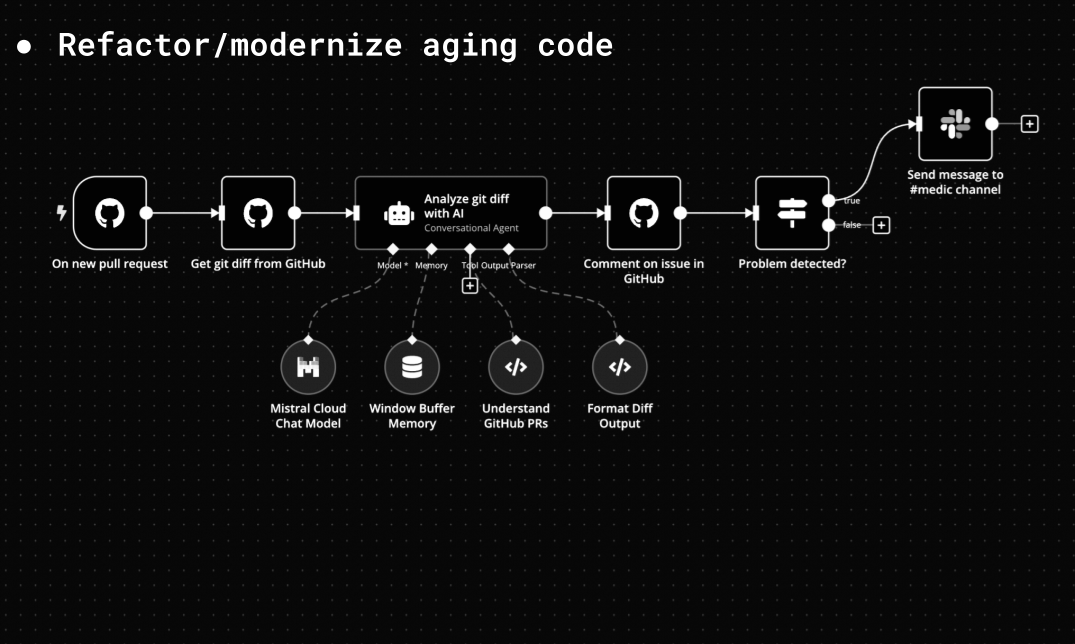 • Refactor/modernize aging code
Send message to
#medic channel
Analyze git diff
with AI
Conversational Agent
true
false
On new pull request
Get git diff from GitHub
Model *
Memory
Tool
Output Parser
Comment on issue in
GitHub
Problem detected?
Mistral Cloud
Chat Model
Window Buffer
Memory
Understand
GitHub PRs
Format Diff
Output